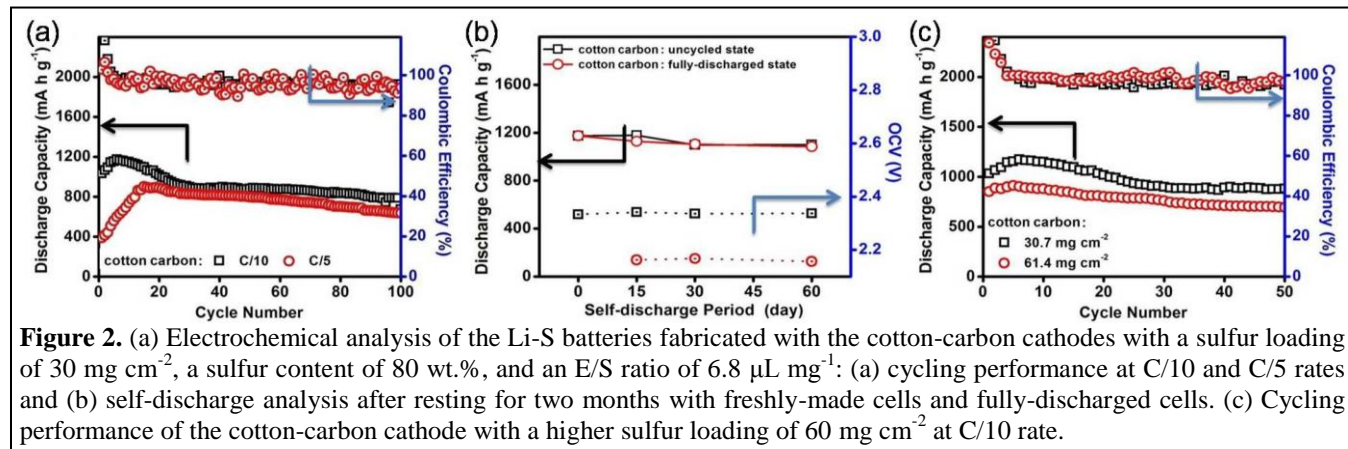 (a)
2000
1600
1200
800
400
0
Discharge Capacity (mA h g⁻¹)
cotton carbon : C/10 C/5
0 20 40 60 80 100
Cycle Number
100
80
60
40
20
0
Coulombic Efficiency (%)
(b)
cotton carbon : uncycled state
cotton carbon : fully-discharged state
1600
1200
800
400
0
Discharge Capacity (mA h g⁻¹)
0 15 30 45 60
Self-discharge Period (day)
3.0
2.8
2.6
2.4
2.2
OCV (V)
(c)
2400
2000
1500
1000
500
0
Discharge Capacity (mA h g⁻¹)
cotton carbon :
30.7 mg cm⁻²
61.4 mg cm⁻²
0 10 20 30 40 50
Cycle Number
100
80
60
40
20
0
Coulombic Efficiency (%)
Figure 2. (a) Electrochemical analysis of the Li-S batteries fabricated with the cotton-carbon cathodes with a sulfur loading
of 30 mg cm⁻², a sulfur content of 80 wt.%, and an E/S ratio of 6.8 μL mg⁻¹: (a) cycling performance at C/10 and C/5 rates
and (b) self-discharge analysis after resting for two months with freshly-made cells and fully-discharged cells. (c) Cycling
performance of the cotton-carbon cathode with a higher sulfur loading of 60 mg cm⁻² at C/10 rate.